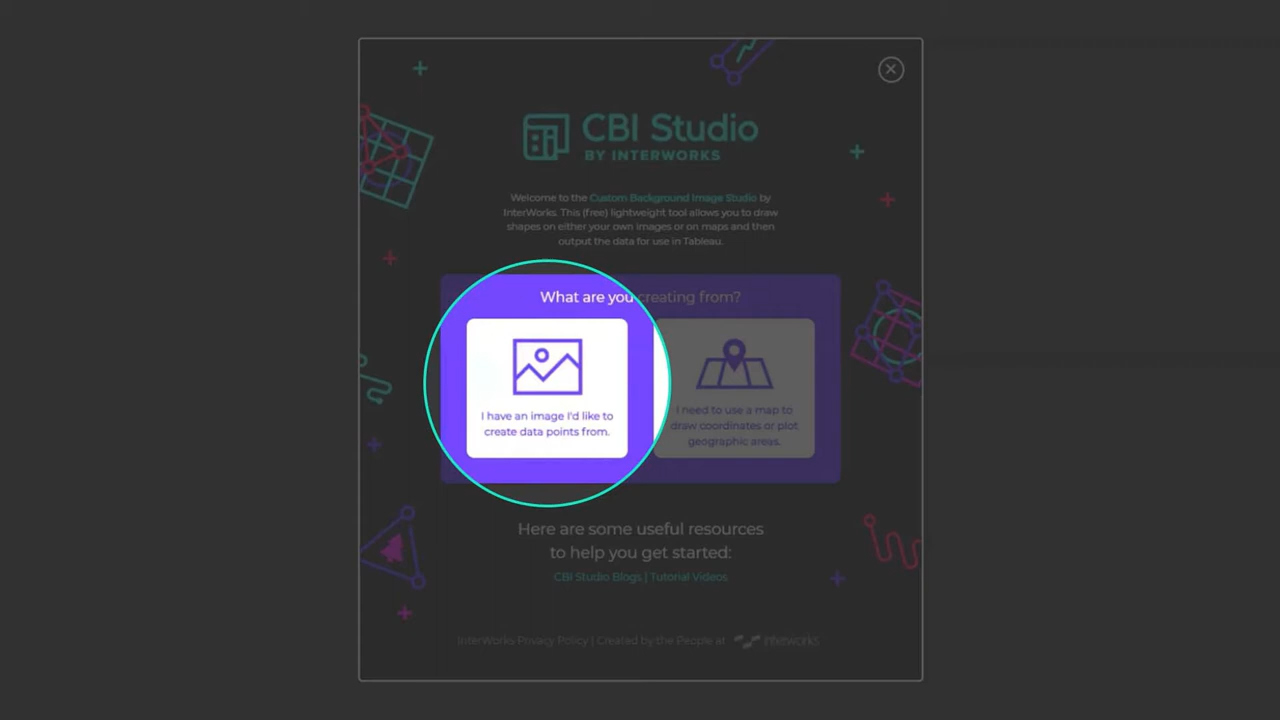 CBI Studio
BY INTERWORKS
Welcome to the Custom Background Image Studio by
InterWorks. This (free) lightweight tool allows you to draw
shapes on either your own images or on maps and then
output the data for use in Tableau.
What are you creating from?
I have an image I'd like to
create data points from.
I need to use a map to
draw coordinates or plot
geographic areas.
Here are some useful resources
to help you get started:
CBI Studio Blogs | Tutorial Videos
InterWorks Privacy Policy | Created by the People at interworks